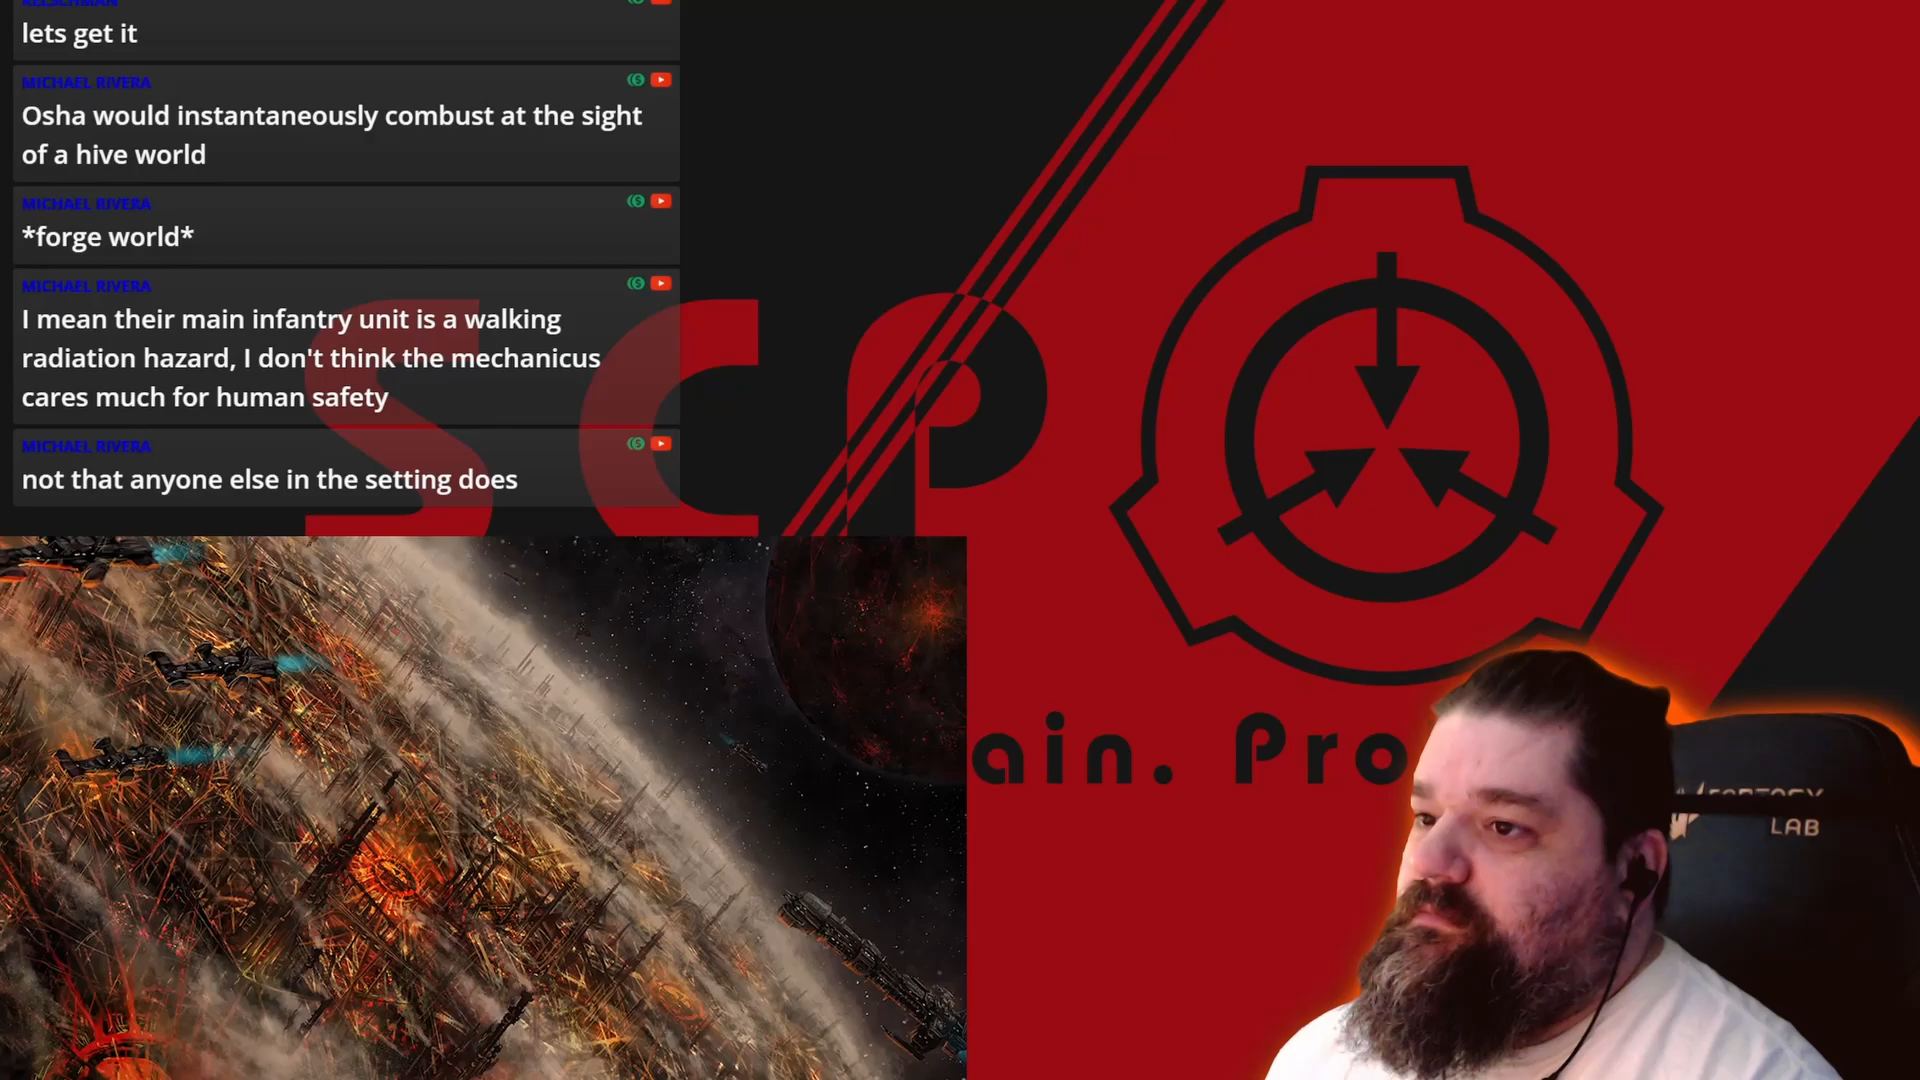 KELSCHMAN
lets get it
MICHAEL RIVERA
Osha would instantaneously combust at the sight
of a hive world
MICHAEL RIVERA
*forge world*
MICHAEL RIVERA
I mean their main infantry unit is a walking
radiation hazard, I don't think the mechanicus
cares much for human safety
MICHAEL RIVERA
not that anyone else in the setting does
SCP
ain. Pro
LAB